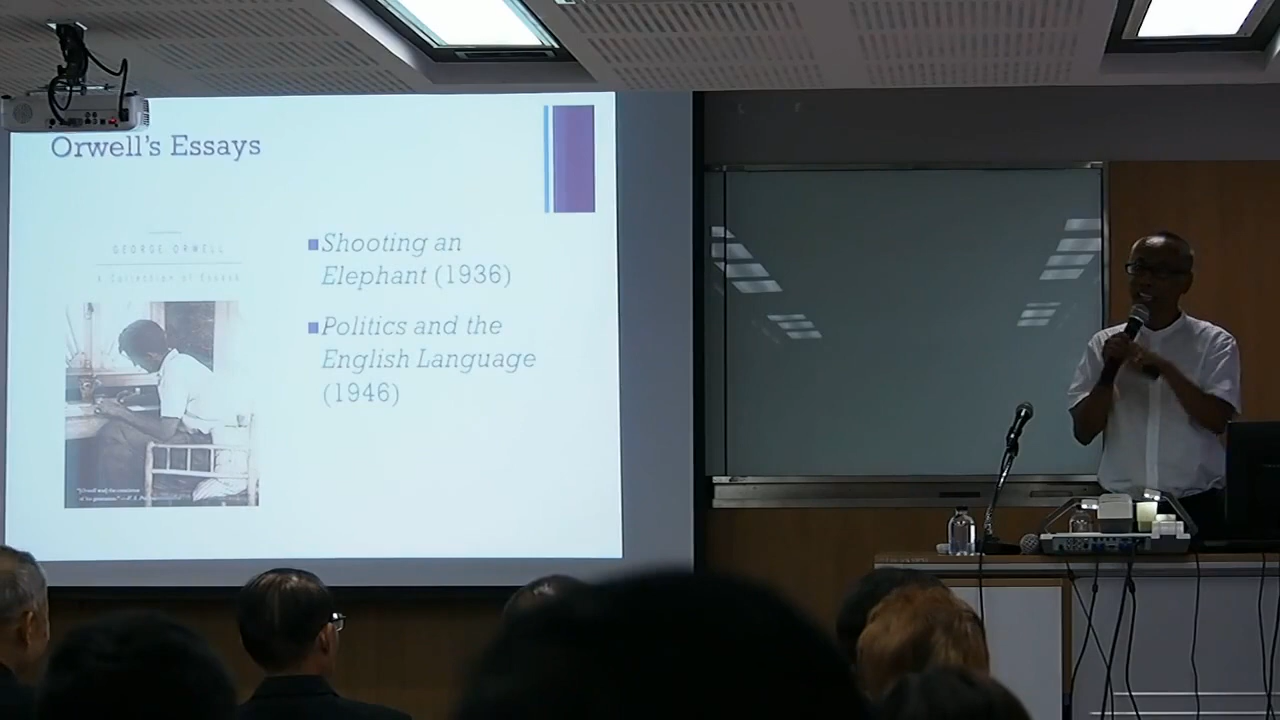 Orwell's Essays
GEORGE ORWELL
A Collection of Essays
Shooting an
Elephant (1936)
Politics and the
English Language
(1946)